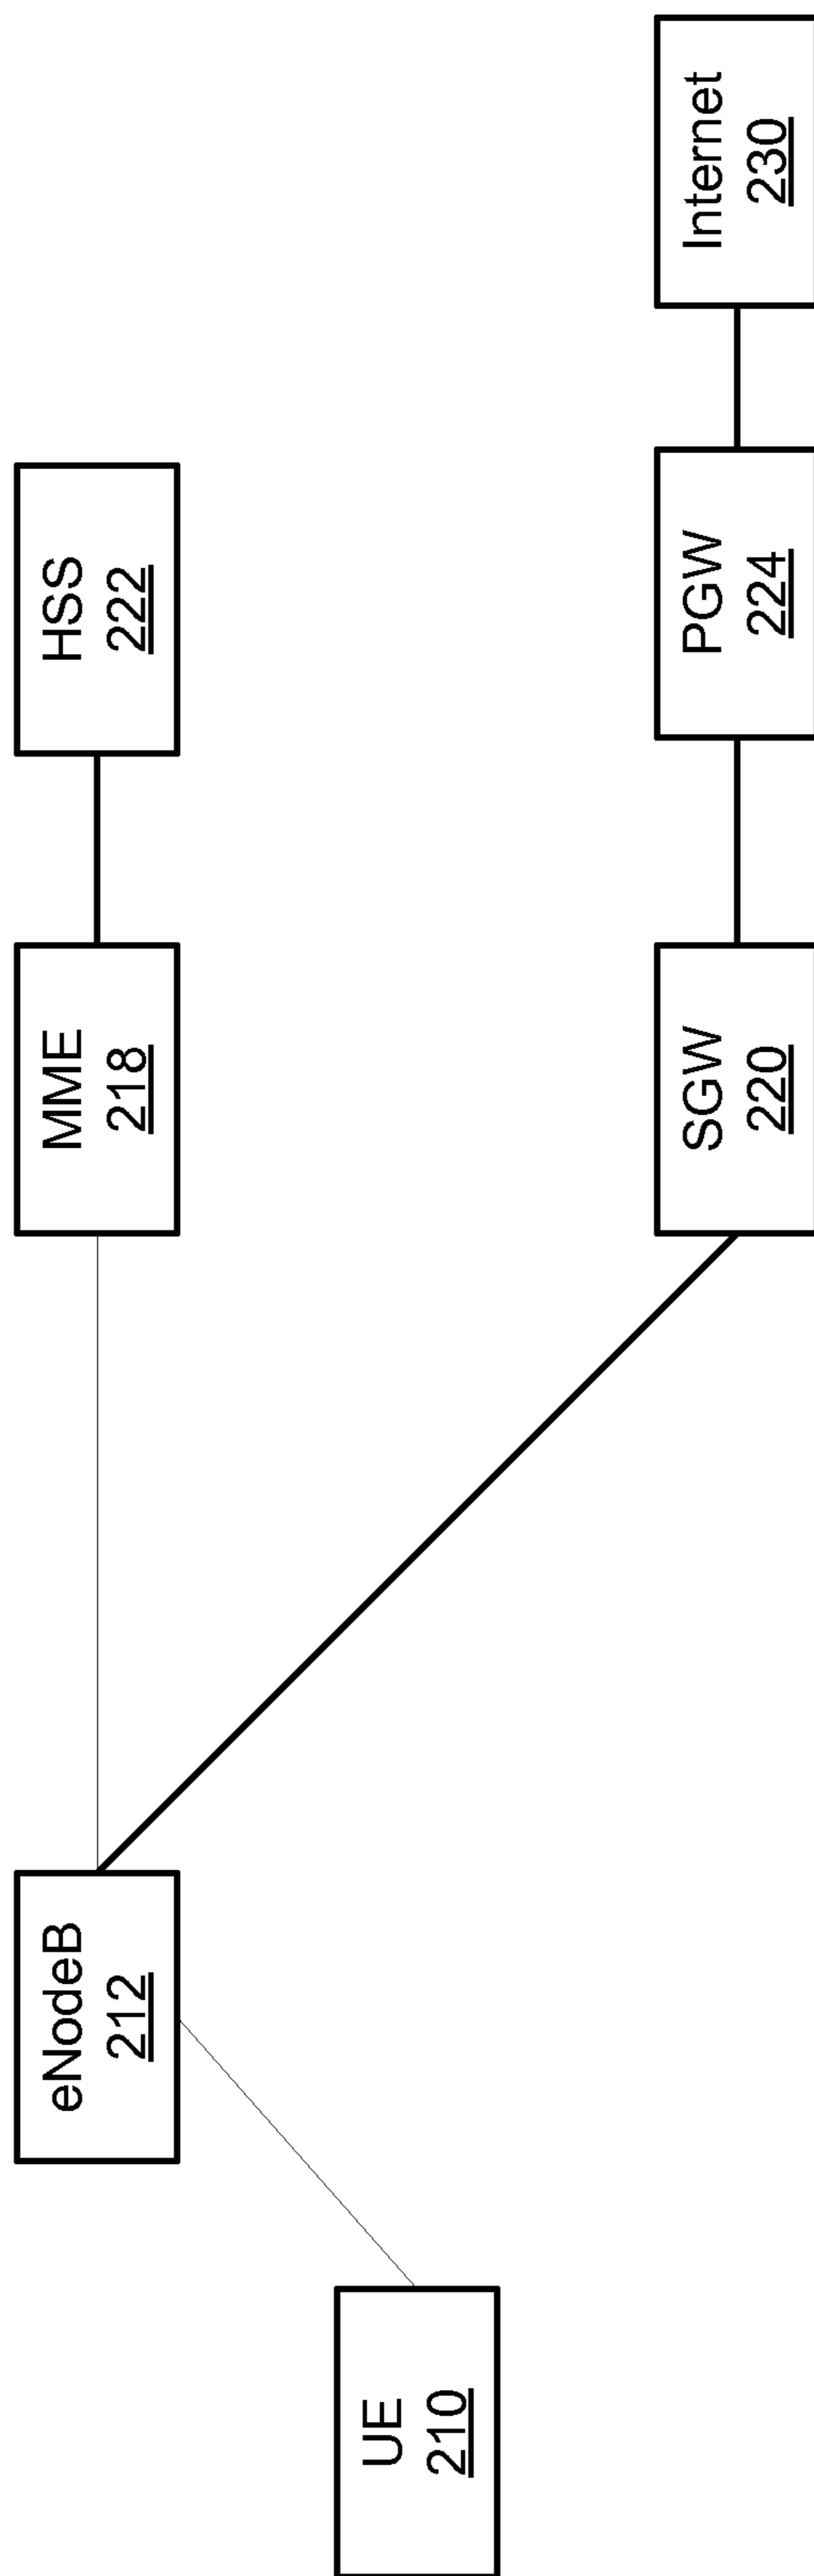 eNodeB
212
MME
218
HSS
222
UE
210
SGW
220
PGW
224
Internet
230